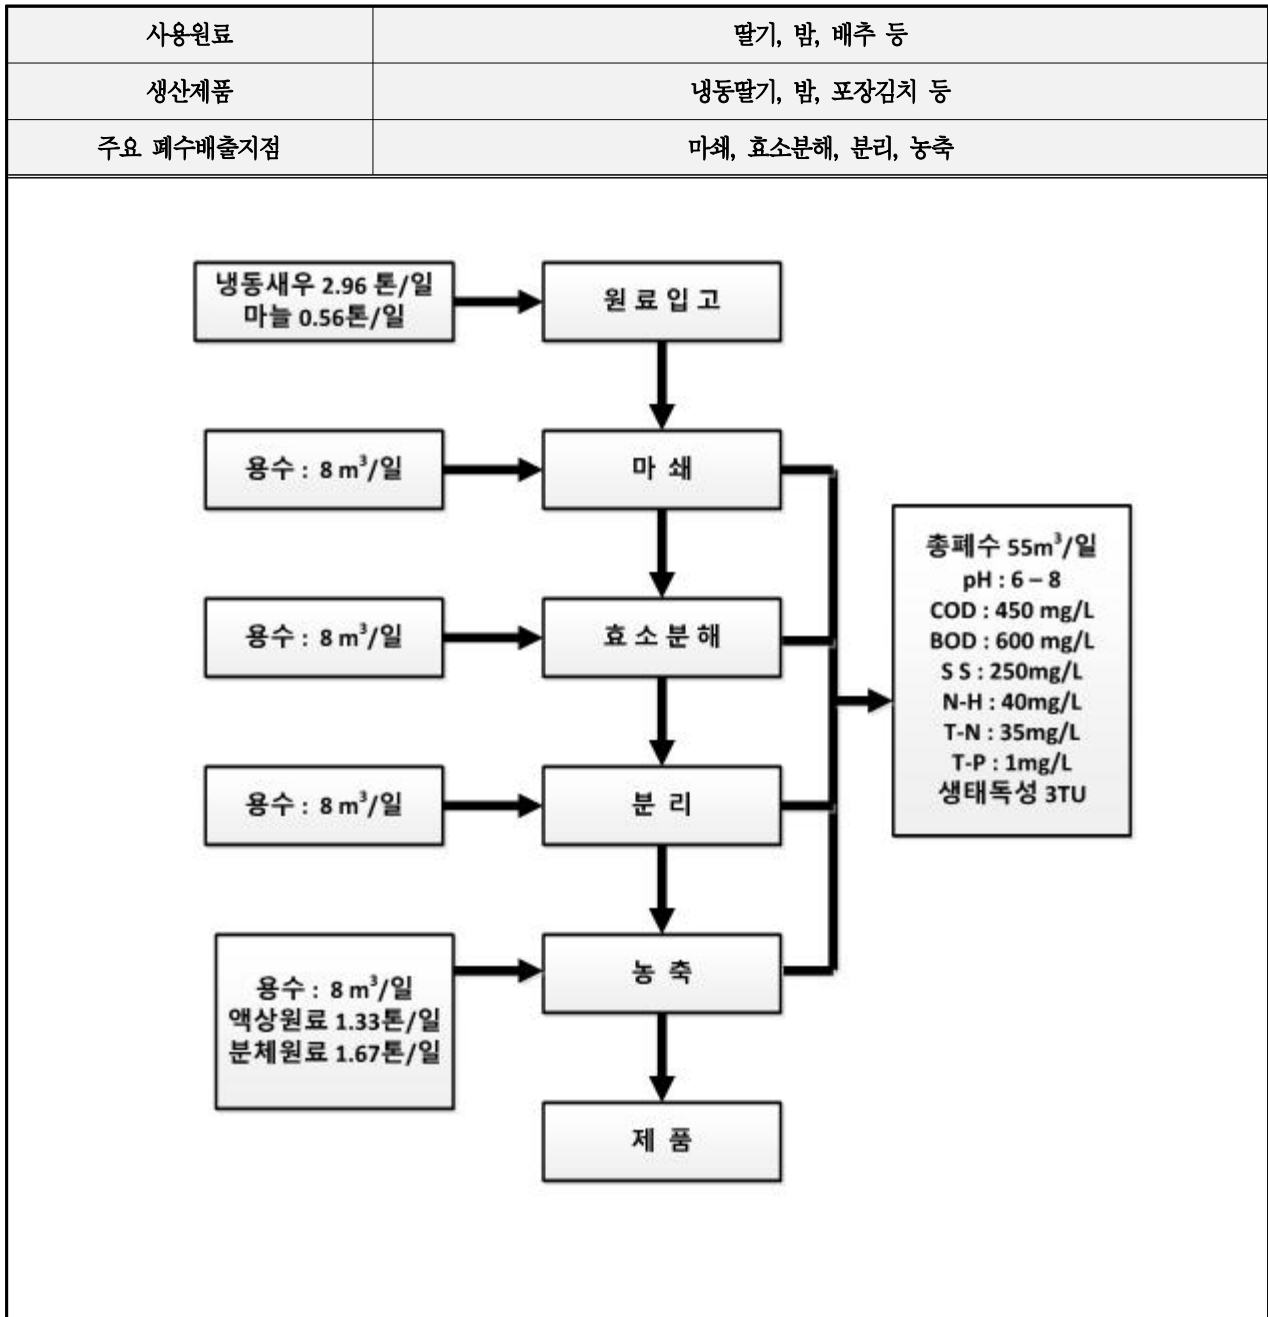 사용원료
딸기, 밤, 배추 등
생산제품
냉동딸기, 밤, 포장김치 등
주요 폐수배출지점
마쇄, 효소분해, 분리, 농축
냉동새우 2.96 톤/일
마늘 0.56톤/일
원 료 입 고
용수 : 8 m³/일
마 쇄
용수 : 8 m³/일
효 소 분 해
용수 : 8 m³/일
분 리
용수 : 8 m³/일
액상원료 1.33톤/일
분체원료 1.67톤/일
농 축
제 품
총폐수 55m³/일
pH : 6 – 8
COD : 450 mg/L
BOD : 600 mg/L
S S : 250mg/L
N-H : 40mg/L
T-N : 35mg/L
T-P : 1mg/L
생태독성 3TU